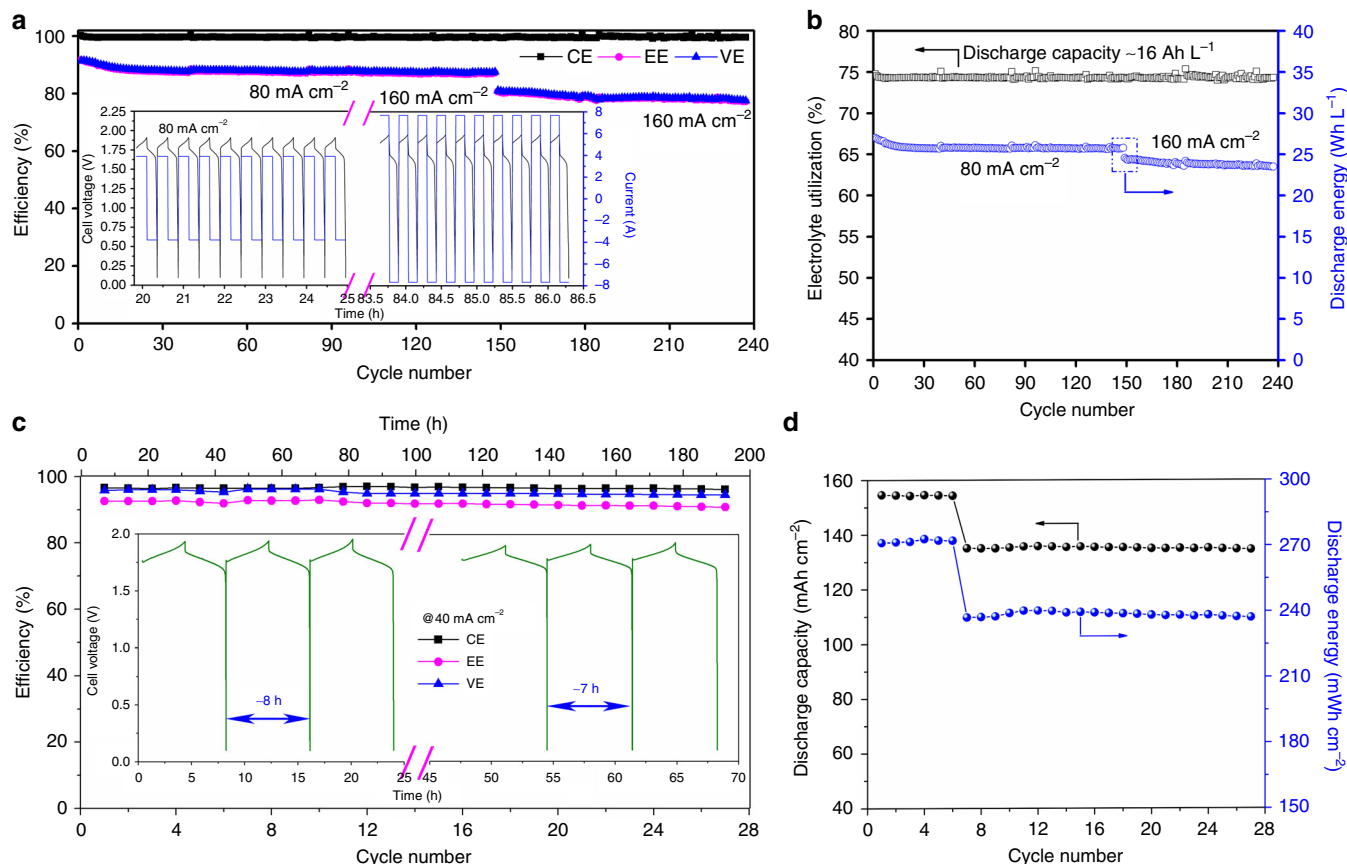 a
100
80
60
40
20
0
Efficiency (%)
CE EE VE
80 mA cm⁻²
160 mA cm⁻²
160 mA cm⁻²
2.25
2.00
1.75
1.50
1.25
1.00
0.75
0.50
0.25
0.00
Cell voltage (V)
80 mA cm⁻²
8
6
4
2
0
−2
−4
−6
−8
Current (A)
20 21 22 23 24 25 83.5 84.0 84.5 85.0 85.5 86.0 86.5
Time (h)
0 30 60 90 120 150 180 210 240
Cycle number
b
80
75
70
65
60
55
50
45
40
Electrolyte utilization (%)
Discharge capacity ~16 Ah L⁻¹
80 mA cm⁻²
160 mA cm⁻²
40
35
30
25
20
15
10
5
0
Discharge energy (Wh L⁻¹)
0 30 60 90 120 150 180 210 240
Cycle number
c
Time (h)
0 20 40 60 80 100 120 140 160 180 200
100
80
60
40
20
0
Efficiency (%)
2.0
1.5
1.0
0.5
0.0
Cell voltage (V)
@40 mA cm⁻²
CE
EE
VE
~8 h
~7 h
0 5 10 15 20 25 45 50 55 60 65 70
Time (h)
0 4 8 12 16 20 24 28
Cycle number
d
160
140
120
100
80
60
40
Discharge capacity (mAh cm⁻²)
300
270
240
210
180
150
Discharge energy (mWh cm⁻²)
0 4 8 12 16 20 24 28
Cycle number